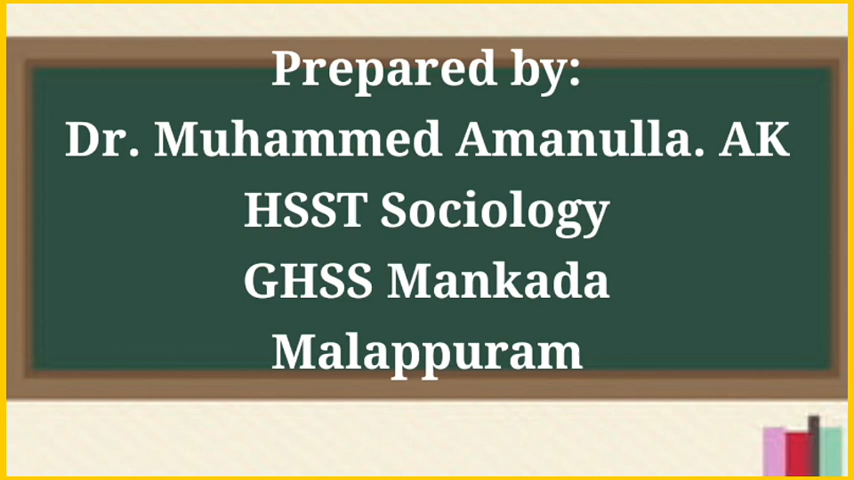 Prepared by:
Dr. Muhammed Amanulla. AK
HSST Sociology
GHSS Mankada
Malappuram